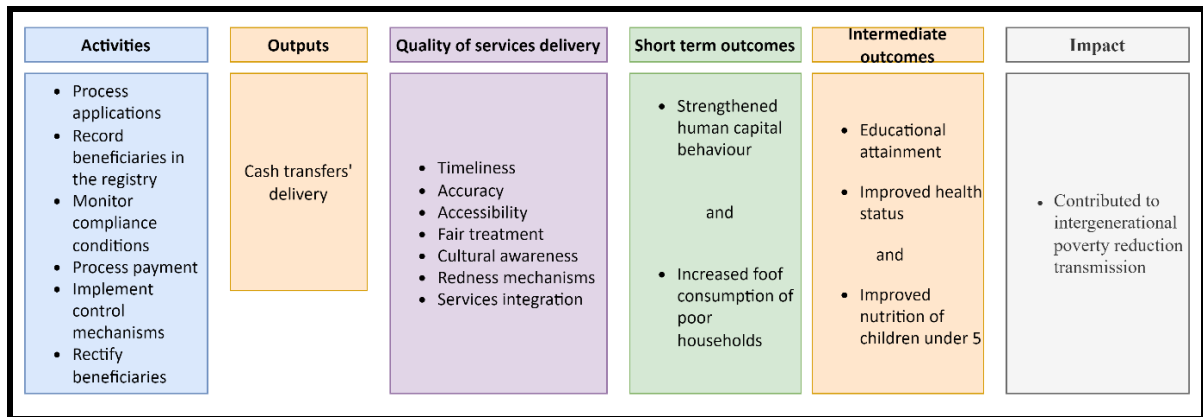 Activities
Process
applications
Record
beneficiaries in
the registry
Monitor
compliance
conditions
Process payment
Implement
control
mechanisms
Rectify
beneficiaries
Outputs
Cash transfers'
delivery
Quality of services delivery
Timeliness
Accuracy
Accessibility
Fair treatment
Cultural awareness
Redness mechanisms
Services integration
Short term outcomes
Strengthened
human capital
behaviour
and
Increased foof
consumption of
poor
households
Intermediate
outcomes
Educational
attainment
Improved health
status
and
Improved
nutrition of
children under 5
Impact
Contributed to
intergenerational
poverty reduction
transmission